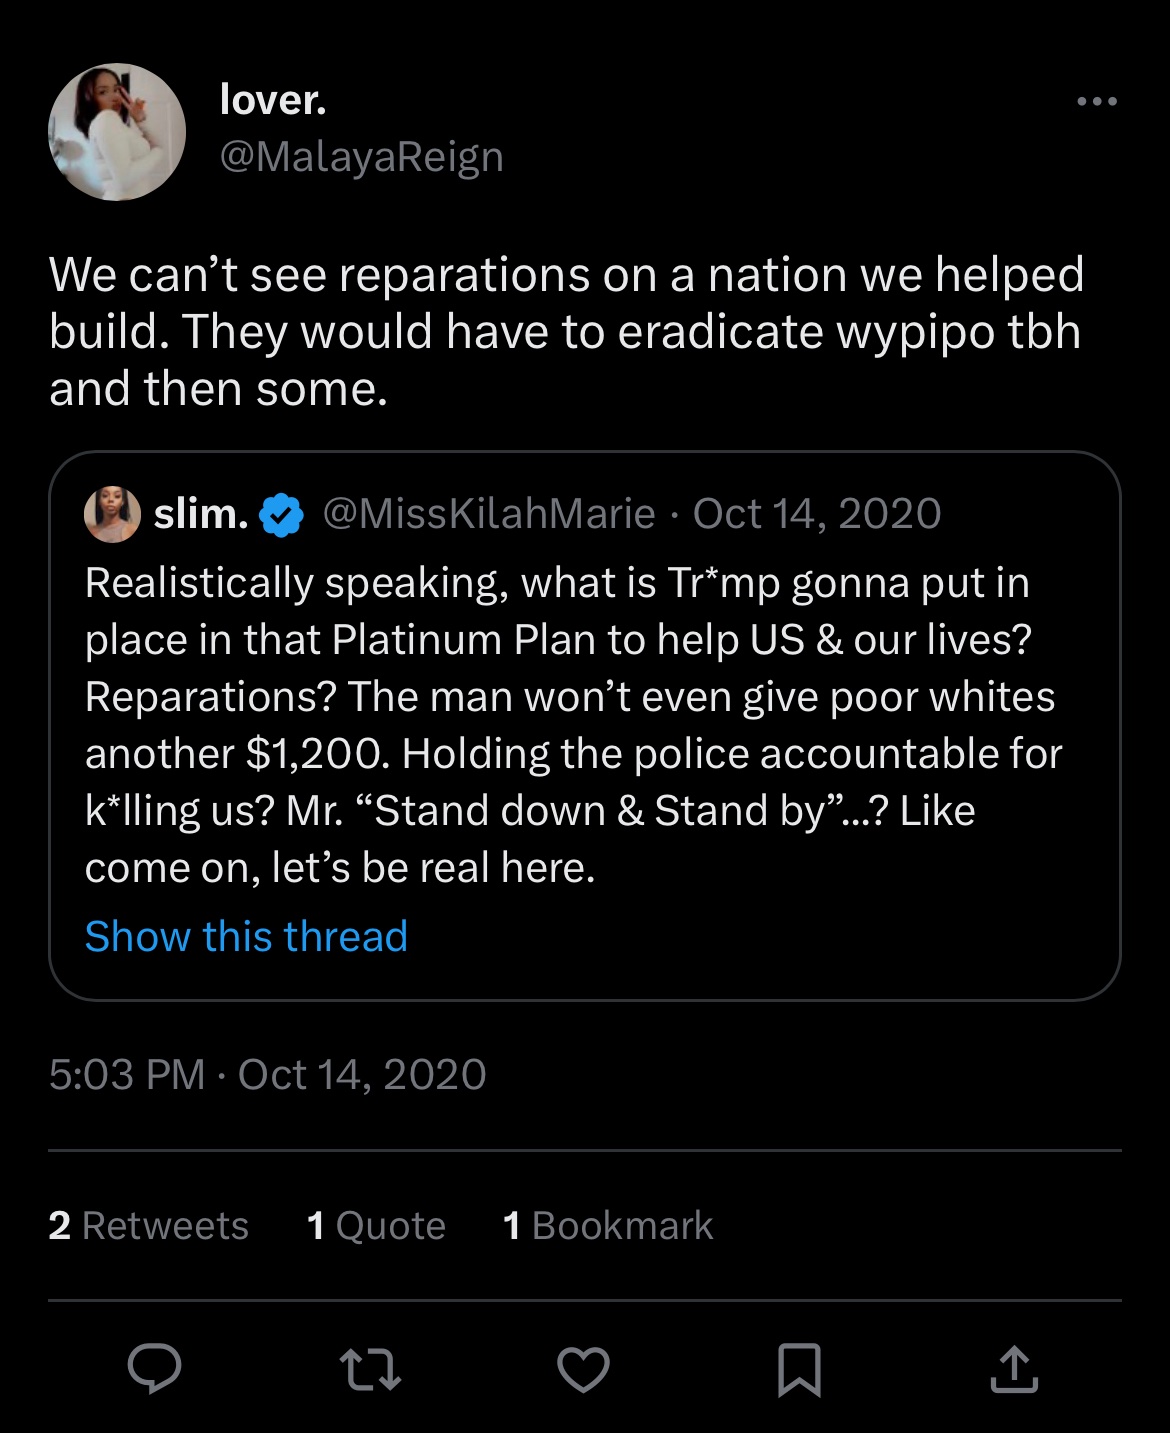 lover.
@MalayaReign
We can’t see reparations on a nation we helped
build. They would have to eradicate wypipo tbh
and then some.
slim. @MissKilahMarie · Oct 14, 2020
Realistically speaking, what is Tr*mp gonna put in
place in that Platinum Plan to help US & our lives?
Reparations? The man won’t even give poor whites
another $1,200. Holding the police accountable for
k*lling us? Mr. “Stand down & Stand by”...? Like
come on, let’s be real here.
Show this thread
5:03 PM · Oct 14, 2020
2 Retweets 1 Quote 1 Bookmark